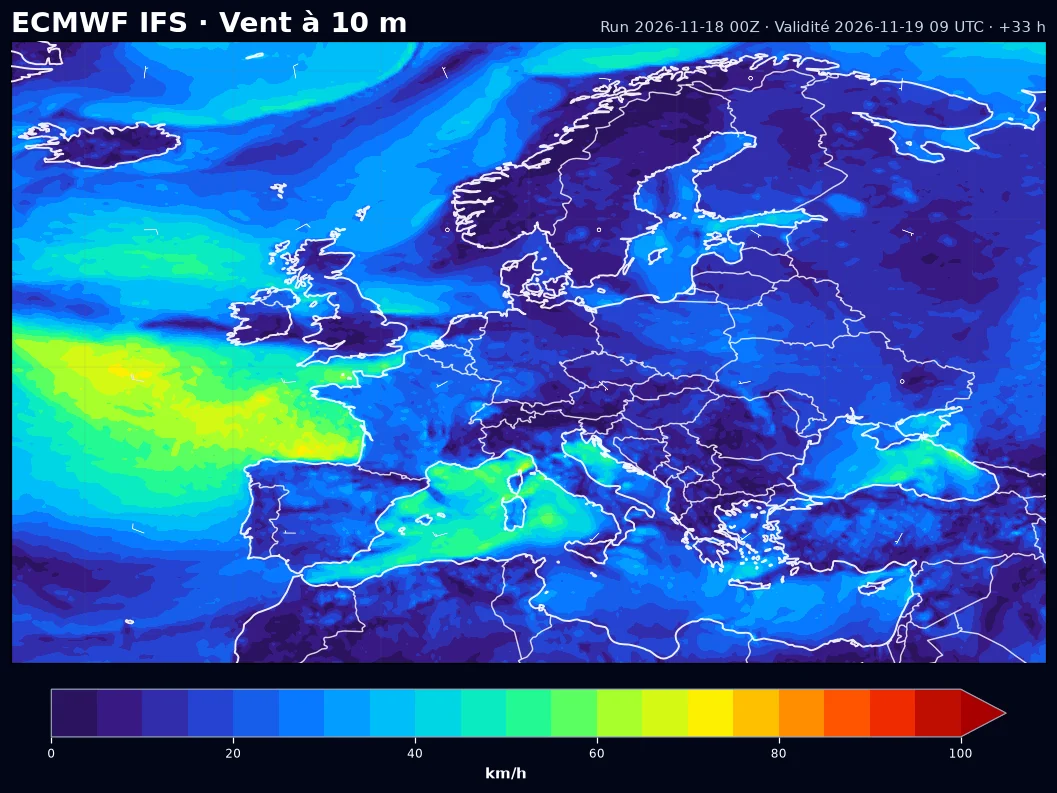 ECMWF IFS · Vent à 10 m
Run 2026-11-18 00Z · Validité 2026-11-19 09 UTC · +33 h
0 20 40 60 80 100
km/h